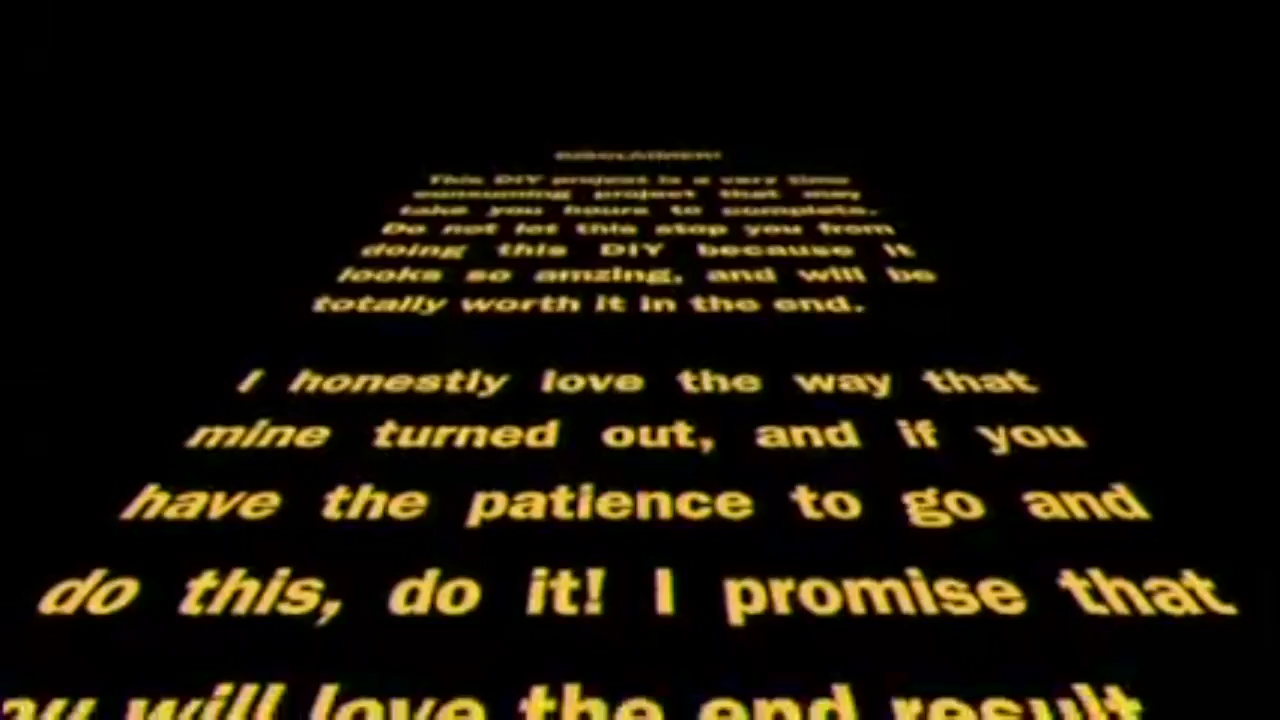 This DIY project is a very time
consuming project that may
take you hours to complete.
Do not let this stop you from
doing this DIY because it
looks so amzing, and will be
totally worth it in the end.
I honestly love the way that
mine turned out, and if you
have the patience to go and
do this, do it! I promise that
will love the end result